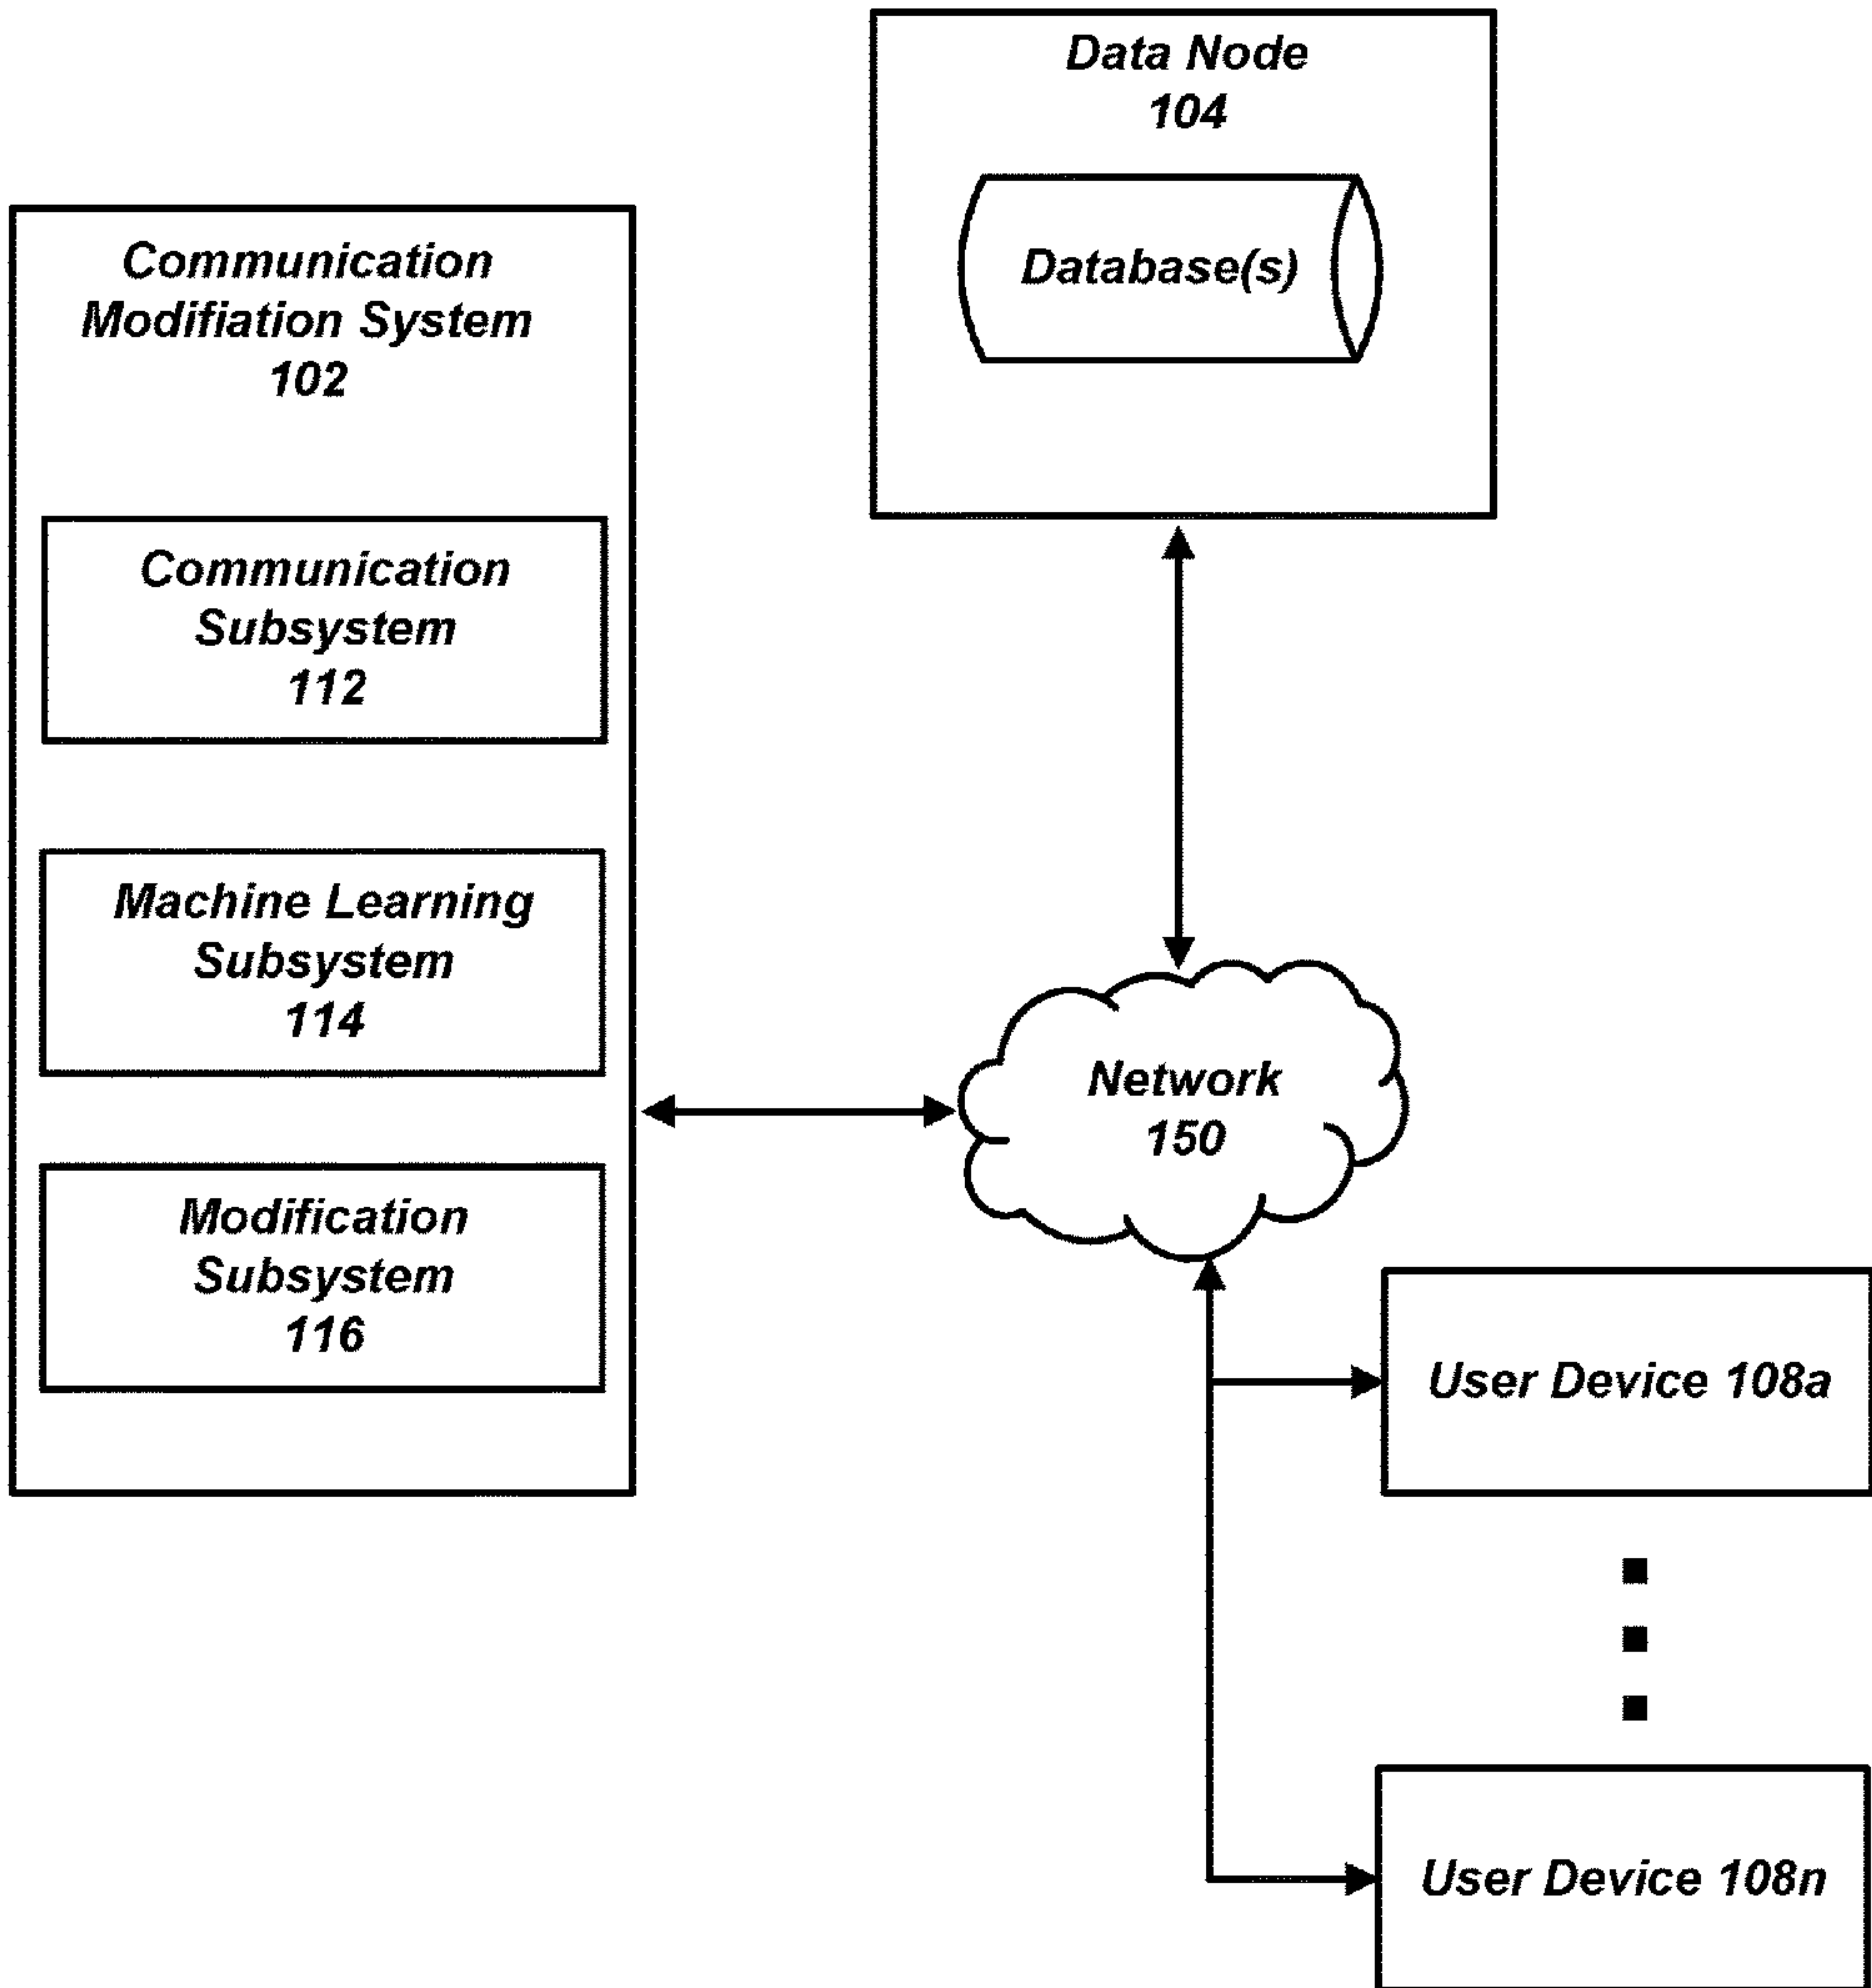 Data Node
104
Database(s)
Communication
Modifiation System
102
Communication
Subsystem
112
Machine Learning
Subsystem
114
Modification
Subsystem
116
Network
150
User Device 108a
User Device 108n